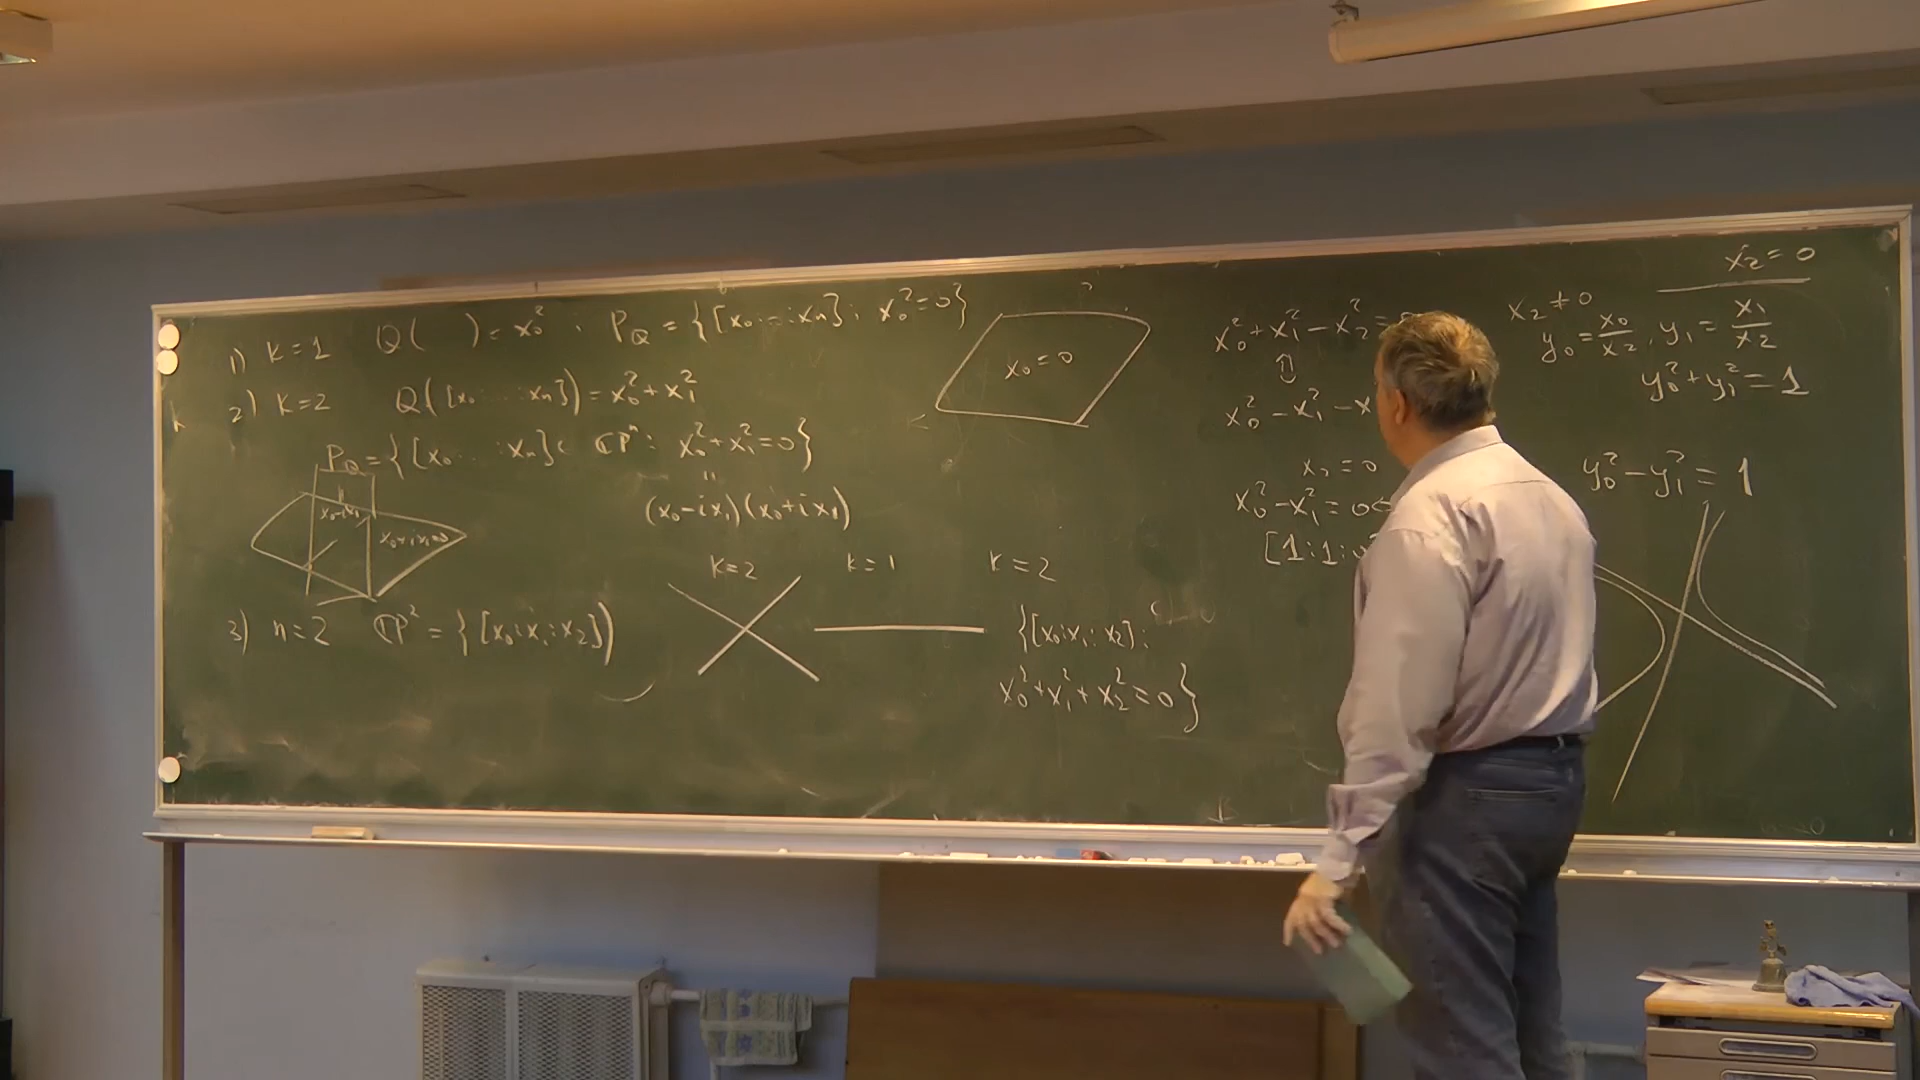 1) k=1 Q( )=x₀², P_Q={[x₀:...:xₙ]: x₀²=0}
2) k=2 Q([x₀:...:xₙ])=x₀²+x₁²
k
P_Q={[x₀...:xₙ]∈ℂPⁿ: x₀²+x₁²=0}
"
(x₀-ix₁)(x₀+ix₁)
x₀-ix₁
x₀+ix₁=0
k=2 k=1 k=2
3) n=2 ℂP²={[x₀:x₁:x₂]}
{[x₀:x₁:x₂]:
x₀²+x₁²+x₂²=0}
x₀=0
x₀²+x₁²-x₂²=
⇕
x₀²-x₁²-x
x₂=0
x₀²-x₁²=0
[1:1:0
x₂=0
x₂≠0
y₀=x₀/x₂, y₁=x₁/x₂
y₀²+y₁²=1
y₀²-y₁²=1